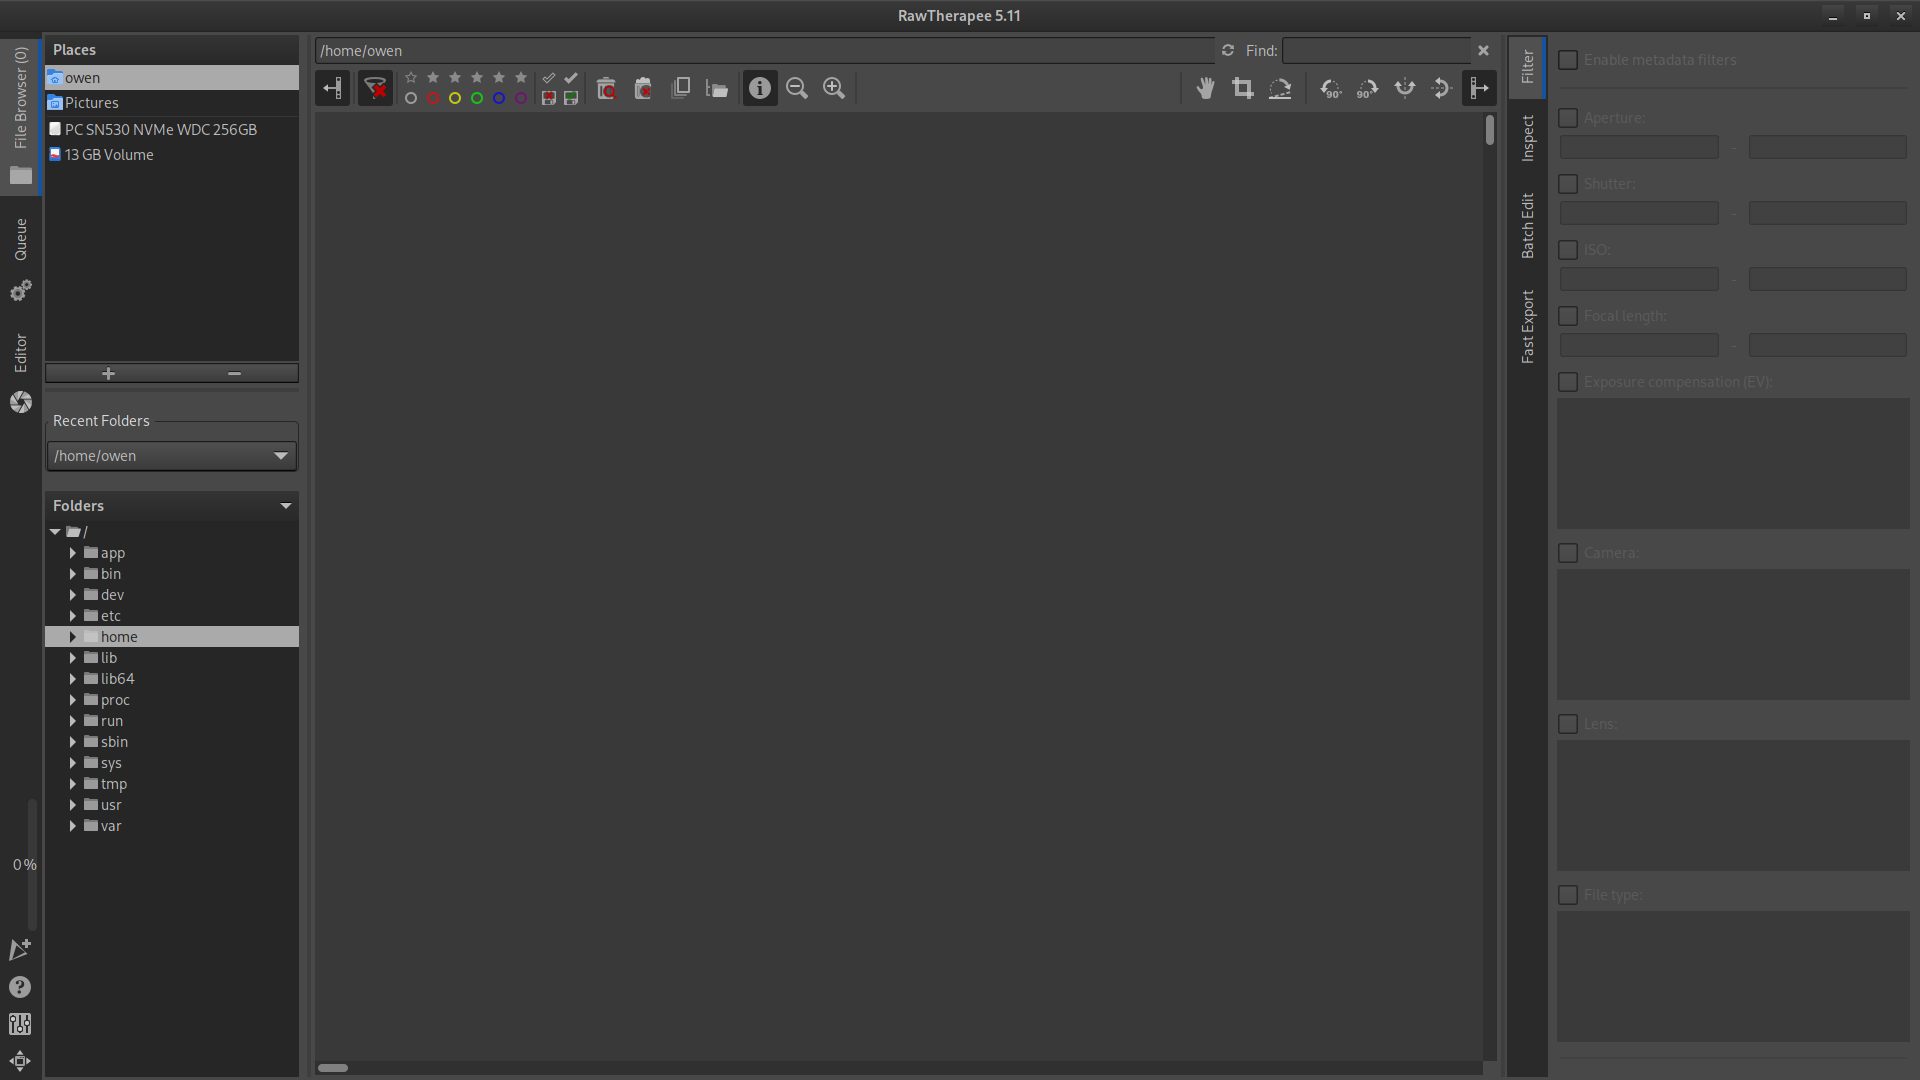 RawTherapee 5.11
File Browser (0)
Queue
Editor
0 %
Places
owen
Pictures
PC SN530 NVMe WDC 256GB
13 GB Volume
Recent Folders
/home/owen
Folders
/
app
bin
dev
etc
home
lib
lib64
proc
run
sbin
sys
tmp
usr
var
/home/owen
Find:
90°
90°
Filter
Inspect
Batch Edit
Fast Export
Enable metadata filters
Aperture:
-
Shutter:
-
ISO:
-
Focal length:
-
Exposure compensation (EV):
Camera:
Lens:
File type: